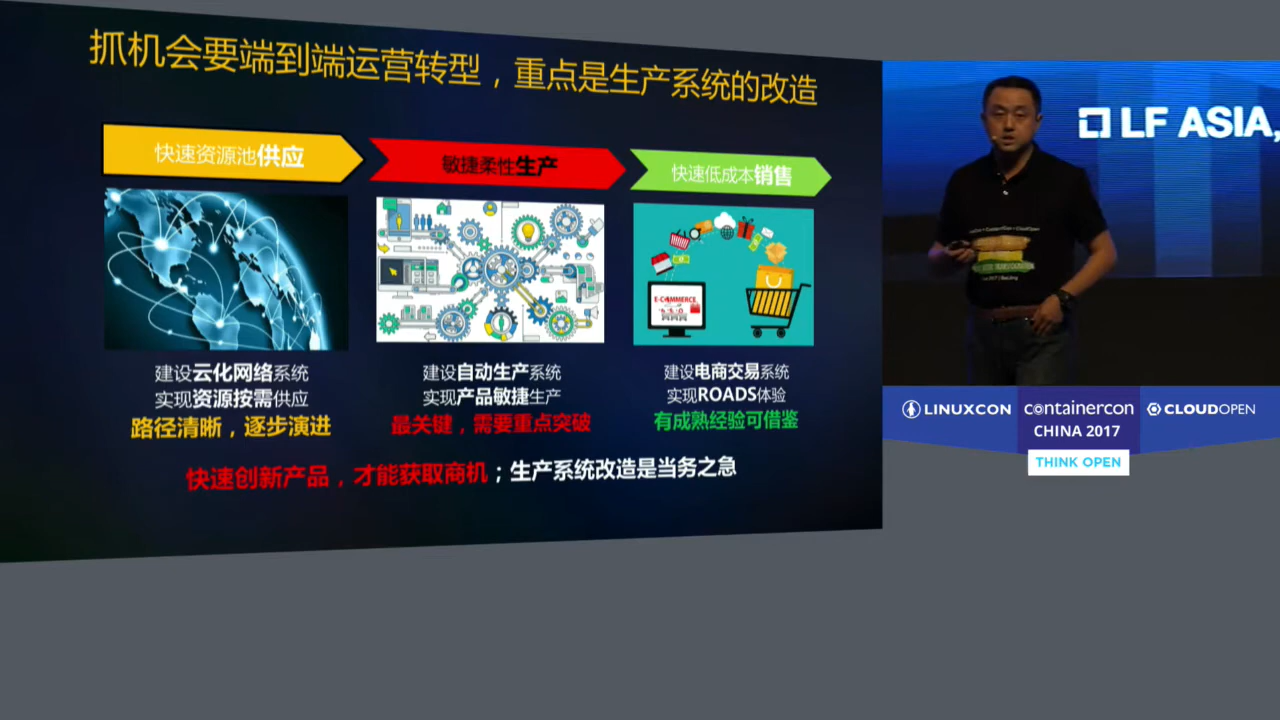 抓机会要端到端运营转型，重点是生产系统的改造
快速资源池供应
敏捷柔性生产
快速低成本销售
E-COMMERCE
建设云化网络系统
实现资源按需供应
路径清晰，逐步演进
建设自动生产系统
实现产品敏捷生产
最关键，需要重点突破
建设电商交易系统
实现ROADS体验
有成熟经验可借鉴
快速创新产品，才能获取商机；生产系统改造是当务之急
LF ASIA,
LINUXCON
containercon
CLOUDOPEN
CHINA 2017
THINK OPEN